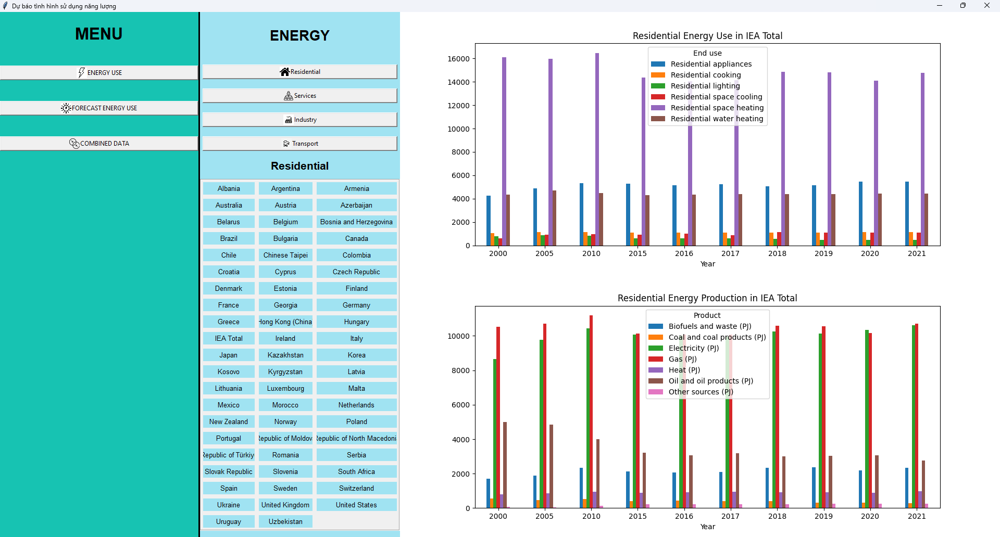 Dự báo tình hình sử dụng năng lượng
MENU
ENERGY USE
FORECAST ENERGY USE
COMBINED DATA
ENERGY
Residential
Services
Industry
Transport
Residential
Albania Argentina Armenia
Australia Austria Azerbaijan
Belarus Belgium Bosnia and Herzegovina
Brazil Bulgaria Canada
Chile Chinese Taipei Colombia
Croatia Cyprus Czech Republic
Denmark Estonia Finland
France Georgia Germany
Greece Hong Kong (China Hungary
IEA Total Ireland Italy
Japan Kazakhstan Korea
Kosovo Kyrgyzstan Latvia
Lithuania Luxembourg Malta
Mexico Morocco Netherlands
New Zealand Norway Poland
Portugal Republic of Moldov Republic of North Macedoni
Republic of Türkiy Romania Serbia
Slovak Republic Slovenia South Africa
Spain Sweden Switzerland
Ukraine United Kingdom United States
Uruguay Uzbekistan
Residential Energy Use in IEA Total
16000
14000
12000
10000
8000
6000
4000
2000
0
End use
Residential appliances
Residential cooking
Residential lighting
Residential space cooling
Residential space heating
Residential water heating
2000 2005 2010 2015 2016 2017 2018 2019 2020 2021
Year
Residential Energy Production in IEA Total
10000
8000
6000
4000
2000
0
Product
Biofuels and waste (PJ)
Coal and coal products (PJ)
Electricity (PJ)
Gas (PJ)
Heat (PJ)
Oil and oil products (PJ)
Other sources (PJ)
2000 2005 2010 2015 2016 2017 2018 2019 2020 2021
Year